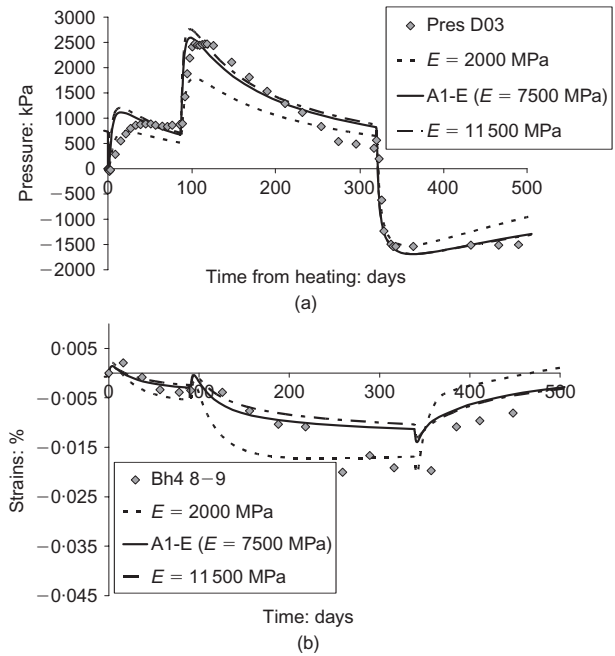 3000
2500
2000
1500
1000
500
0
−500
−1000
−1500
−2000
Pressure: kPa
0
100
200
300
400
500
Pres D03
E = 2000 MPa
A1-E (E = 7500 MPa)
E = 11 500 MPa
Time from heating: days
(a)
0·005
−0·005
−0·015
−0·025
−0·035
−0·045
Strains: %
0
100
200
300
400
500
Bh4 8−9
E = 2000 MPa
A1-E (E = 7500 MPa)
E = 11 500 MPa
Time: days
(b)